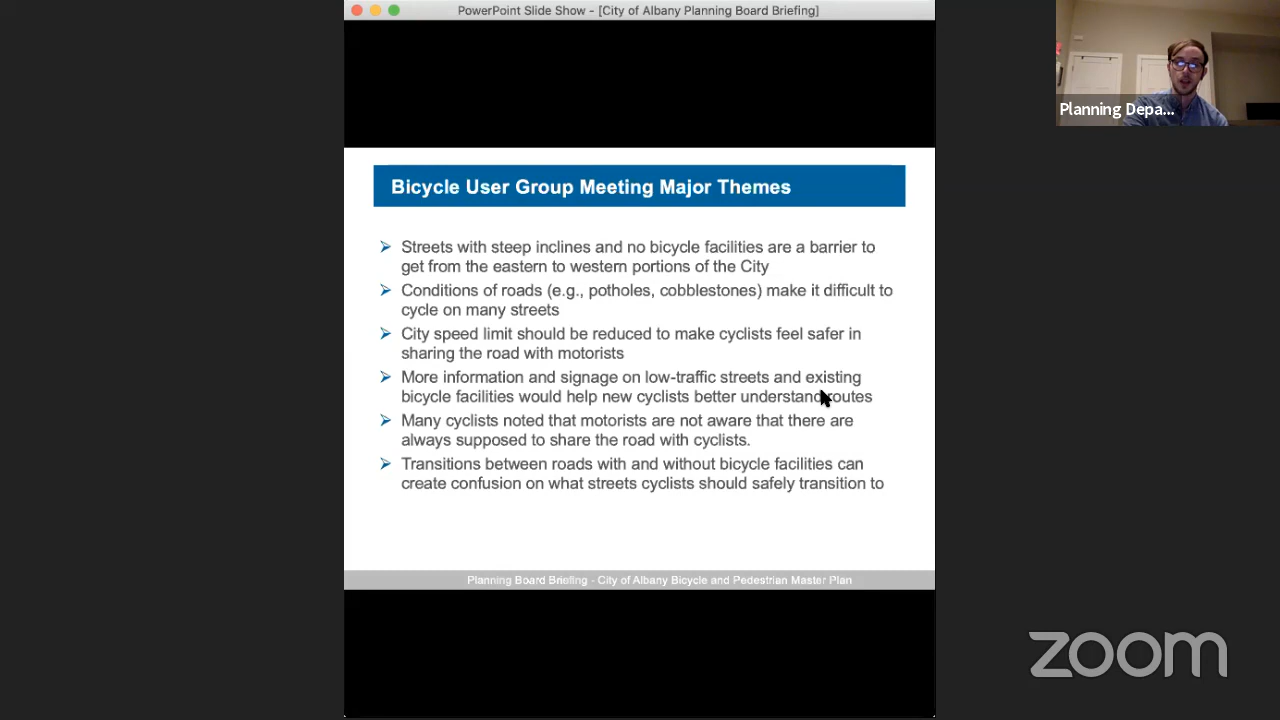 PowerPoint Slide Show - [City of Albany Planning Board Briefing]
Planning Depa...
Bicycle User Group Meeting Major Themes
Streets with steep inclines and no bicycle facilities are a barrier to
get from the eastern to western portions of the City
Conditions of roads (e.g., potholes, cobblestones) make it difficult to
cycle on many streets
City speed limit should be reduced to make cyclists feel safer in
sharing the road with motorists
More information and signage on low-traffic streets and existing
bicycle facilities would help new cyclists better understand routes
Many cyclists noted that motorists are not aware that there are
always supposed to share the road with cyclists.
Transitions between roads with and without bicycle facilities can
create confusion on what streets cyclists should safely transition to
Planning Board Briefing - City of Albany Bicycle and Pedestrian Master Plan
zoom